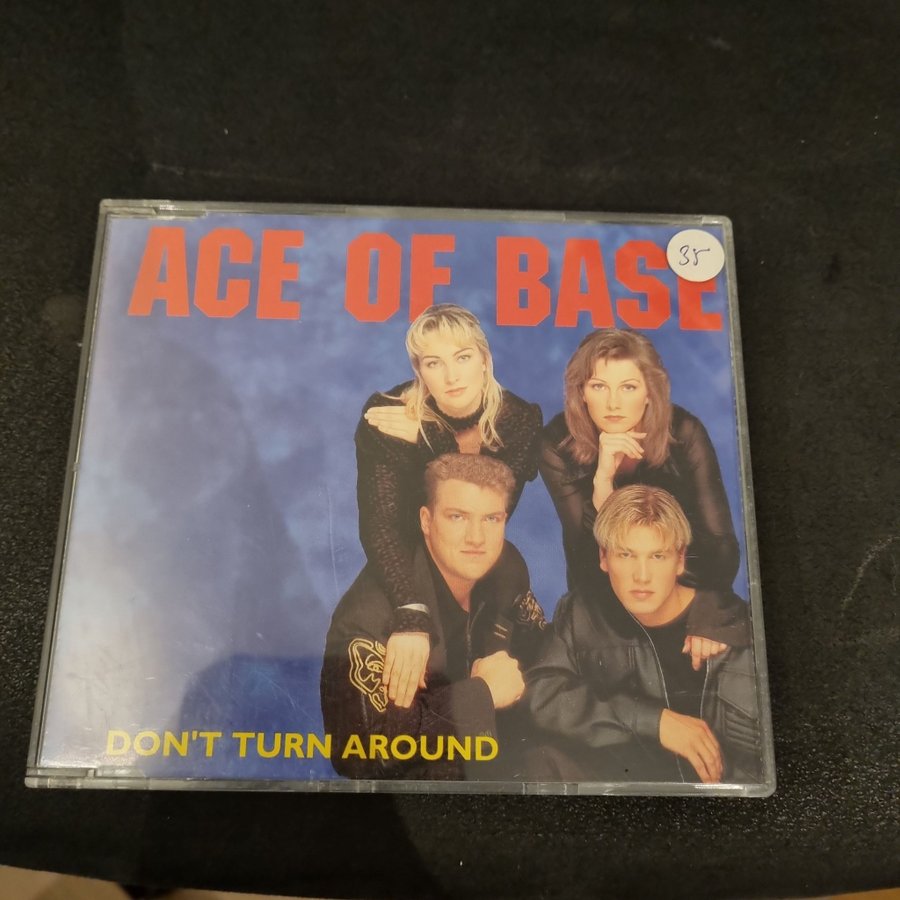 ACE OF BASE
35
DON'T TURN AROUND